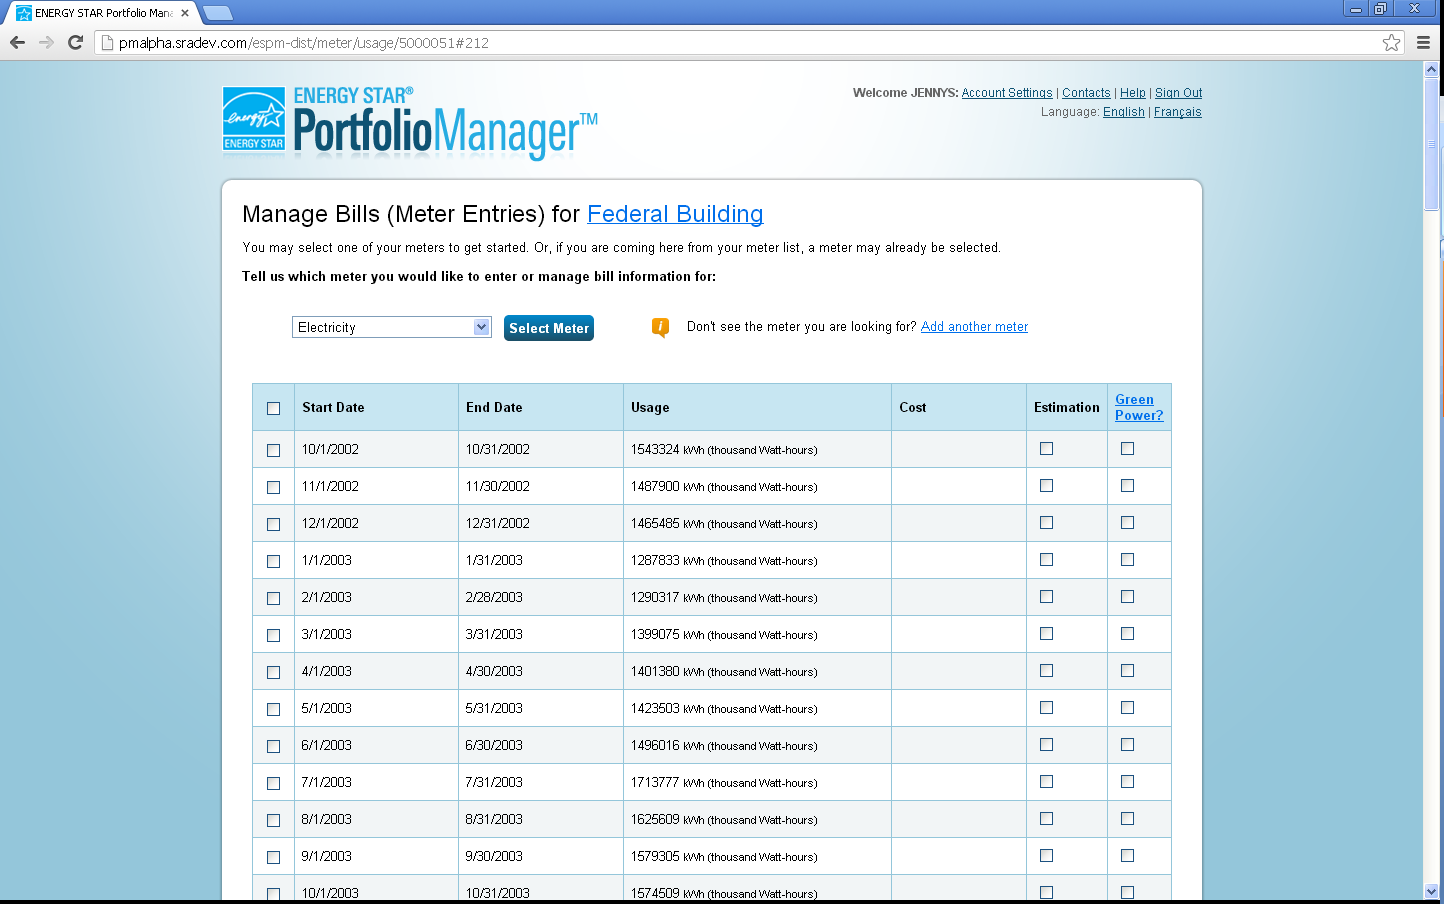 ENERGY STAR Portfolio Mana
pmalpha.sradev.com/espm-dist/meter/usage/5000051#212
ENERGY STAR
ENERGY STAR®
PortfolioManager™
Welcome JENNYS: Account Settings | Contacts | Help | Sign Out
Language: English | Français
Manage Bills (Meter Entries) for Federal Building
You may select one of your meters to get started. Or, if you are coming here from your meter list, a meter may already be selected.
Tell us which meter you would like to enter or manage bill information for:
Electricity Select Meter Don't see the meter you are looking for? Add another meter
Start Date End Date Usage Cost Estimation Green Power?
10/1/2002 10/31/2002 1543324 kWh (thousand Watt-hours)
11/1/2002 11/30/2002 1487900 kWh (thousand Watt-hours)
12/1/2002 12/31/2002 1465485 kWh (thousand Watt-hours)
1/1/2003 1/31/2003 1287833 kWh (thousand Watt-hours)
2/1/2003 2/28/2003 1290317 kWh (thousand Watt-hours)
3/1/2003 3/31/2003 1399075 kWh (thousand Watt-hours)
4/1/2003 4/30/2003 1401380 kWh (thousand Watt-hours)
5/1/2003 5/31/2003 1423503 kWh (thousand Watt-hours)
6/1/2003 6/30/2003 1496016 kWh (thousand Watt-hours)
7/1/2003 7/31/2003 1713777 kWh (thousand Watt-hours)
8/1/2003 8/31/2003 1625609 kWh (thousand Watt-hours)
9/1/2003 9/30/2003 1579305 kWh (thousand Watt-hours)
10/1/2003 10/31/2003 1574509 kWh (thousand Watt-hours)